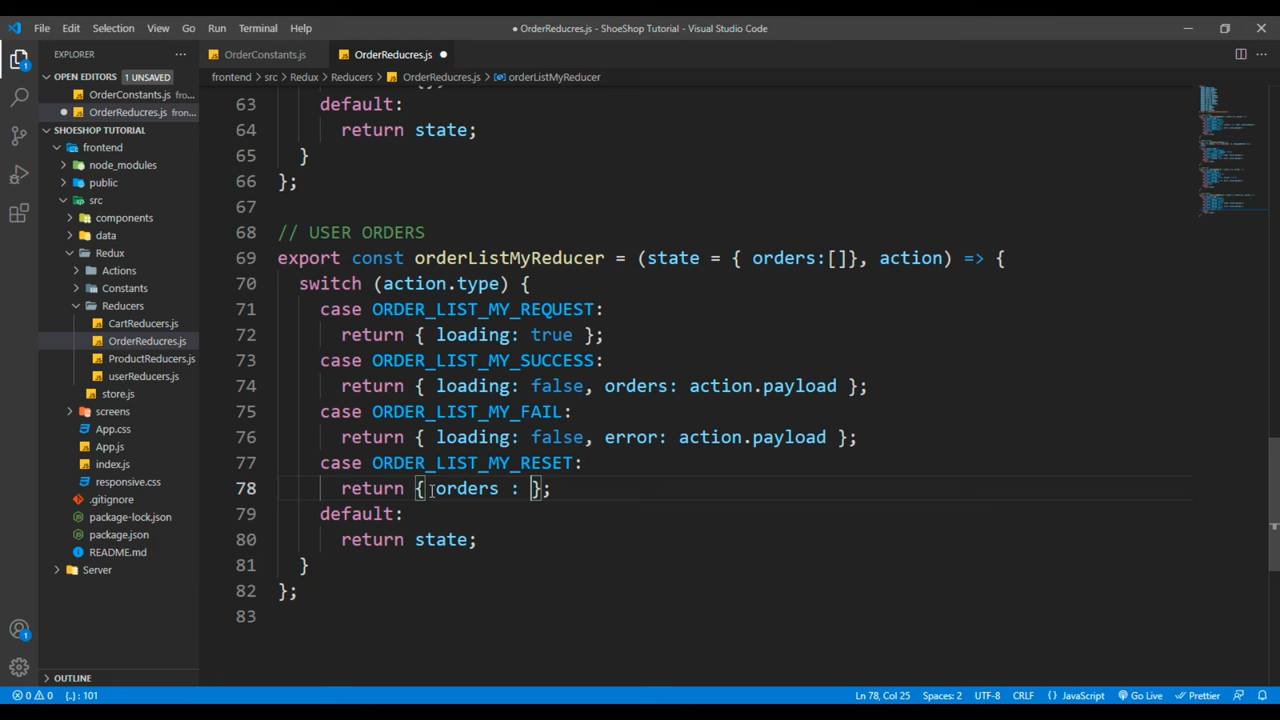 File Edit Selection View Go Run Terminal Help
● OrderReducres.js - ShoeShop Tutorial - Visual Studio Code
EXPLORER
OPEN EDITORS 1 UNSAVED
OrderConstants.js fro...
OrderReducres.js fron...
SHOESHOP TUTORIAL
frontend
node_modules
public
src
components
data
Redux
Actions
Constants
Reducers
CartReducers.js
OrderReducres.js
ProductReducers.js
userReducers.js
store.js
screens
App.css
App.js
index.js
responsive.css
.gitignore
package-lock.json
package.json
README.md
Server
OUTLINE
OrderConstants.js
OrderReducres.js
frontend > src > Redux > Reducers > OrderReducres.js > orderListMyReducer
63 default:
64 return state;
65 }
66 };
67
68 // USER ORDERS
69 export const orderListMyReducer = (state = { orders:[]}, action) => {
70 switch (action.type) {
71 case ORDER_LIST_MY_REQUEST:
72 return { loading: true };
73 case ORDER_LIST_MY_SUCCESS:
74 return { loading: false, orders: action.payload };
75 case ORDER_LIST_MY_FAIL:
76 return { loading: false, error: action.payload };
77 case ORDER_LIST_MY_RESET:
78 return { orders : };
79 default:
80 return state;
81 }
82 };
83
0 0 {..} : 101
Ln 78, Col 25 Spaces: 2 UTF-8 CRLF {} JavaScript Go Live Prettier